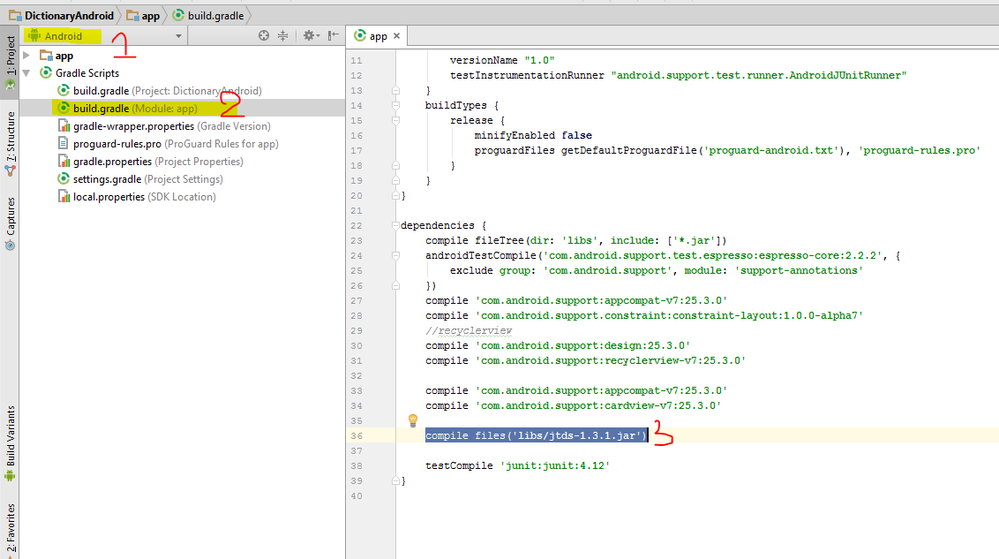 DictionaryAndroid app build.gradle
Android
1
app
Gradle Scripts
build.gradle (Project: DictionaryAndroid)
build.gradle (Module: app)
2
gradle-wrapper.properties (Gradle Version)
proguard-rules.pro (ProGuard Rules for app)
gradle.properties (Project Properties)
settings.gradle (Project Settings)
local.properties (SDK Location)
1: Project
7: Structure
Captures
Build Variants
2: Favorites
app
11 versionName "1.0"
12 testInstrumentationRunner "android.support.test.runner.AndroidJUnitRunner"
13 }
14 buildTypes {
15 release {
16 minifyEnabled false
17 proguardFiles getDefaultProguardFile('proguard-android.txt'), 'proguard-rules.pro'
18 }
19 }
20 }
21
22 dependencies {
23 compile fileTree(dir: 'libs', include: ['*.jar'])
24 androidTestCompile('com.android.support.test.espresso:espresso-core:2.2.2', {
25 exclude group: 'com.android.support', module: 'support-annotations'
26 })
27 compile 'com.android.support:appcompat-v7:25.3.0'
28 compile 'com.android.support.constraint:constraint-layout:1.0.0-alpha7'
29 //recyclerview
30 compile 'com.android.support:design:25.3.0'
31 compile 'com.android.support:recyclerview-v7:25.3.0'
32
33 compile 'com.android.support:appcompat-v7:25.3.0'
34 compile 'com.android.support:cardview-v7:25.3.0'
35
36 compile files('libs/jtds-1.3.1.jar') 3
37
38 testCompile 'junit:junit:4.12'
39 }
40